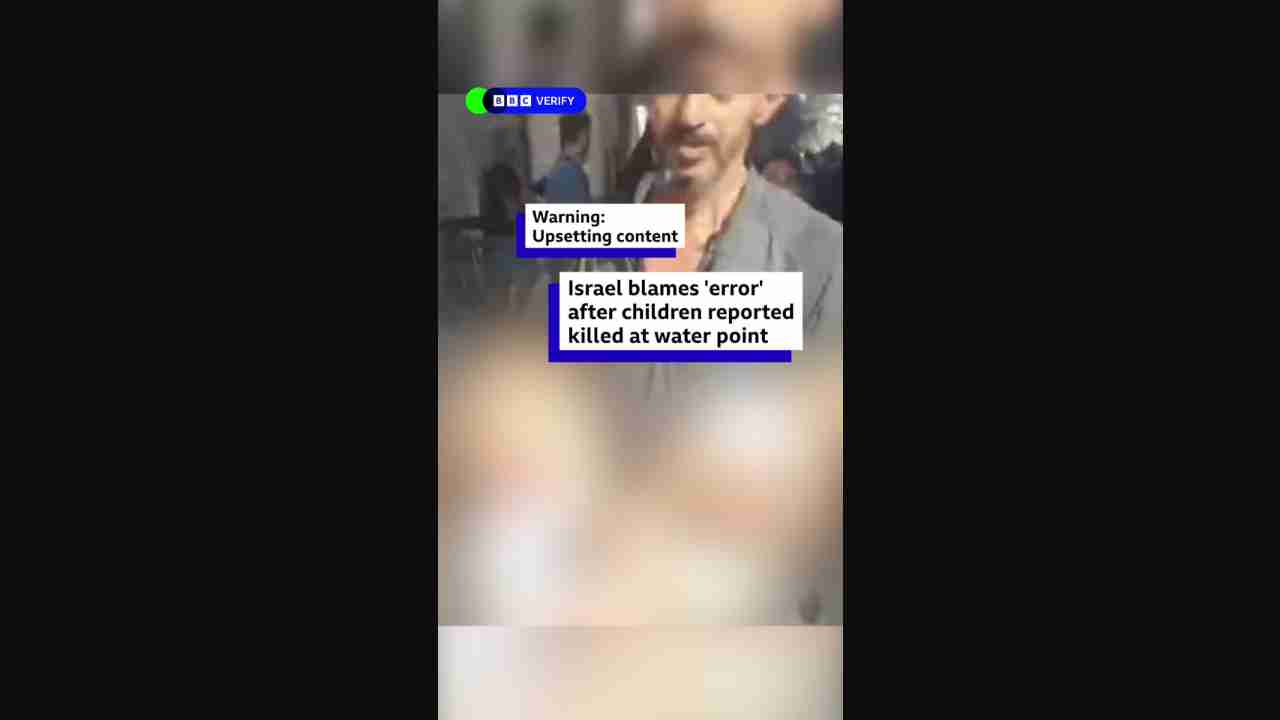 BBC VERIFY
Warning:
Upsetting content
Israel blames 'error'
after children reported
killed at water point